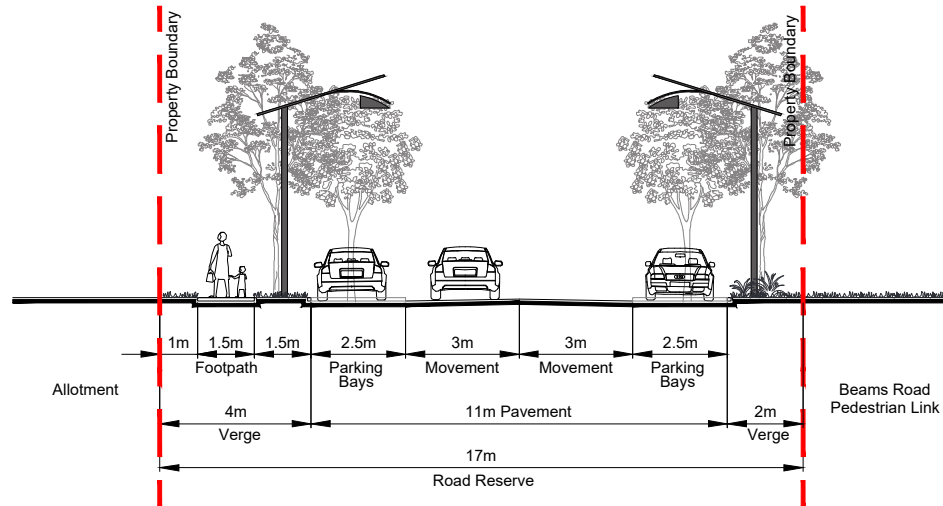 Property Boundary
Property Boundary
1m
1.5m
1.5m
2.5m
3m
3m
2.5m
Footpath
Parking
Bays
Movement
Movement
Parking
Bays
Allotment
Beams Road
Pedestrian Link
4m
Verge
11m Pavement
2m
Verge
17m
Road Reserve